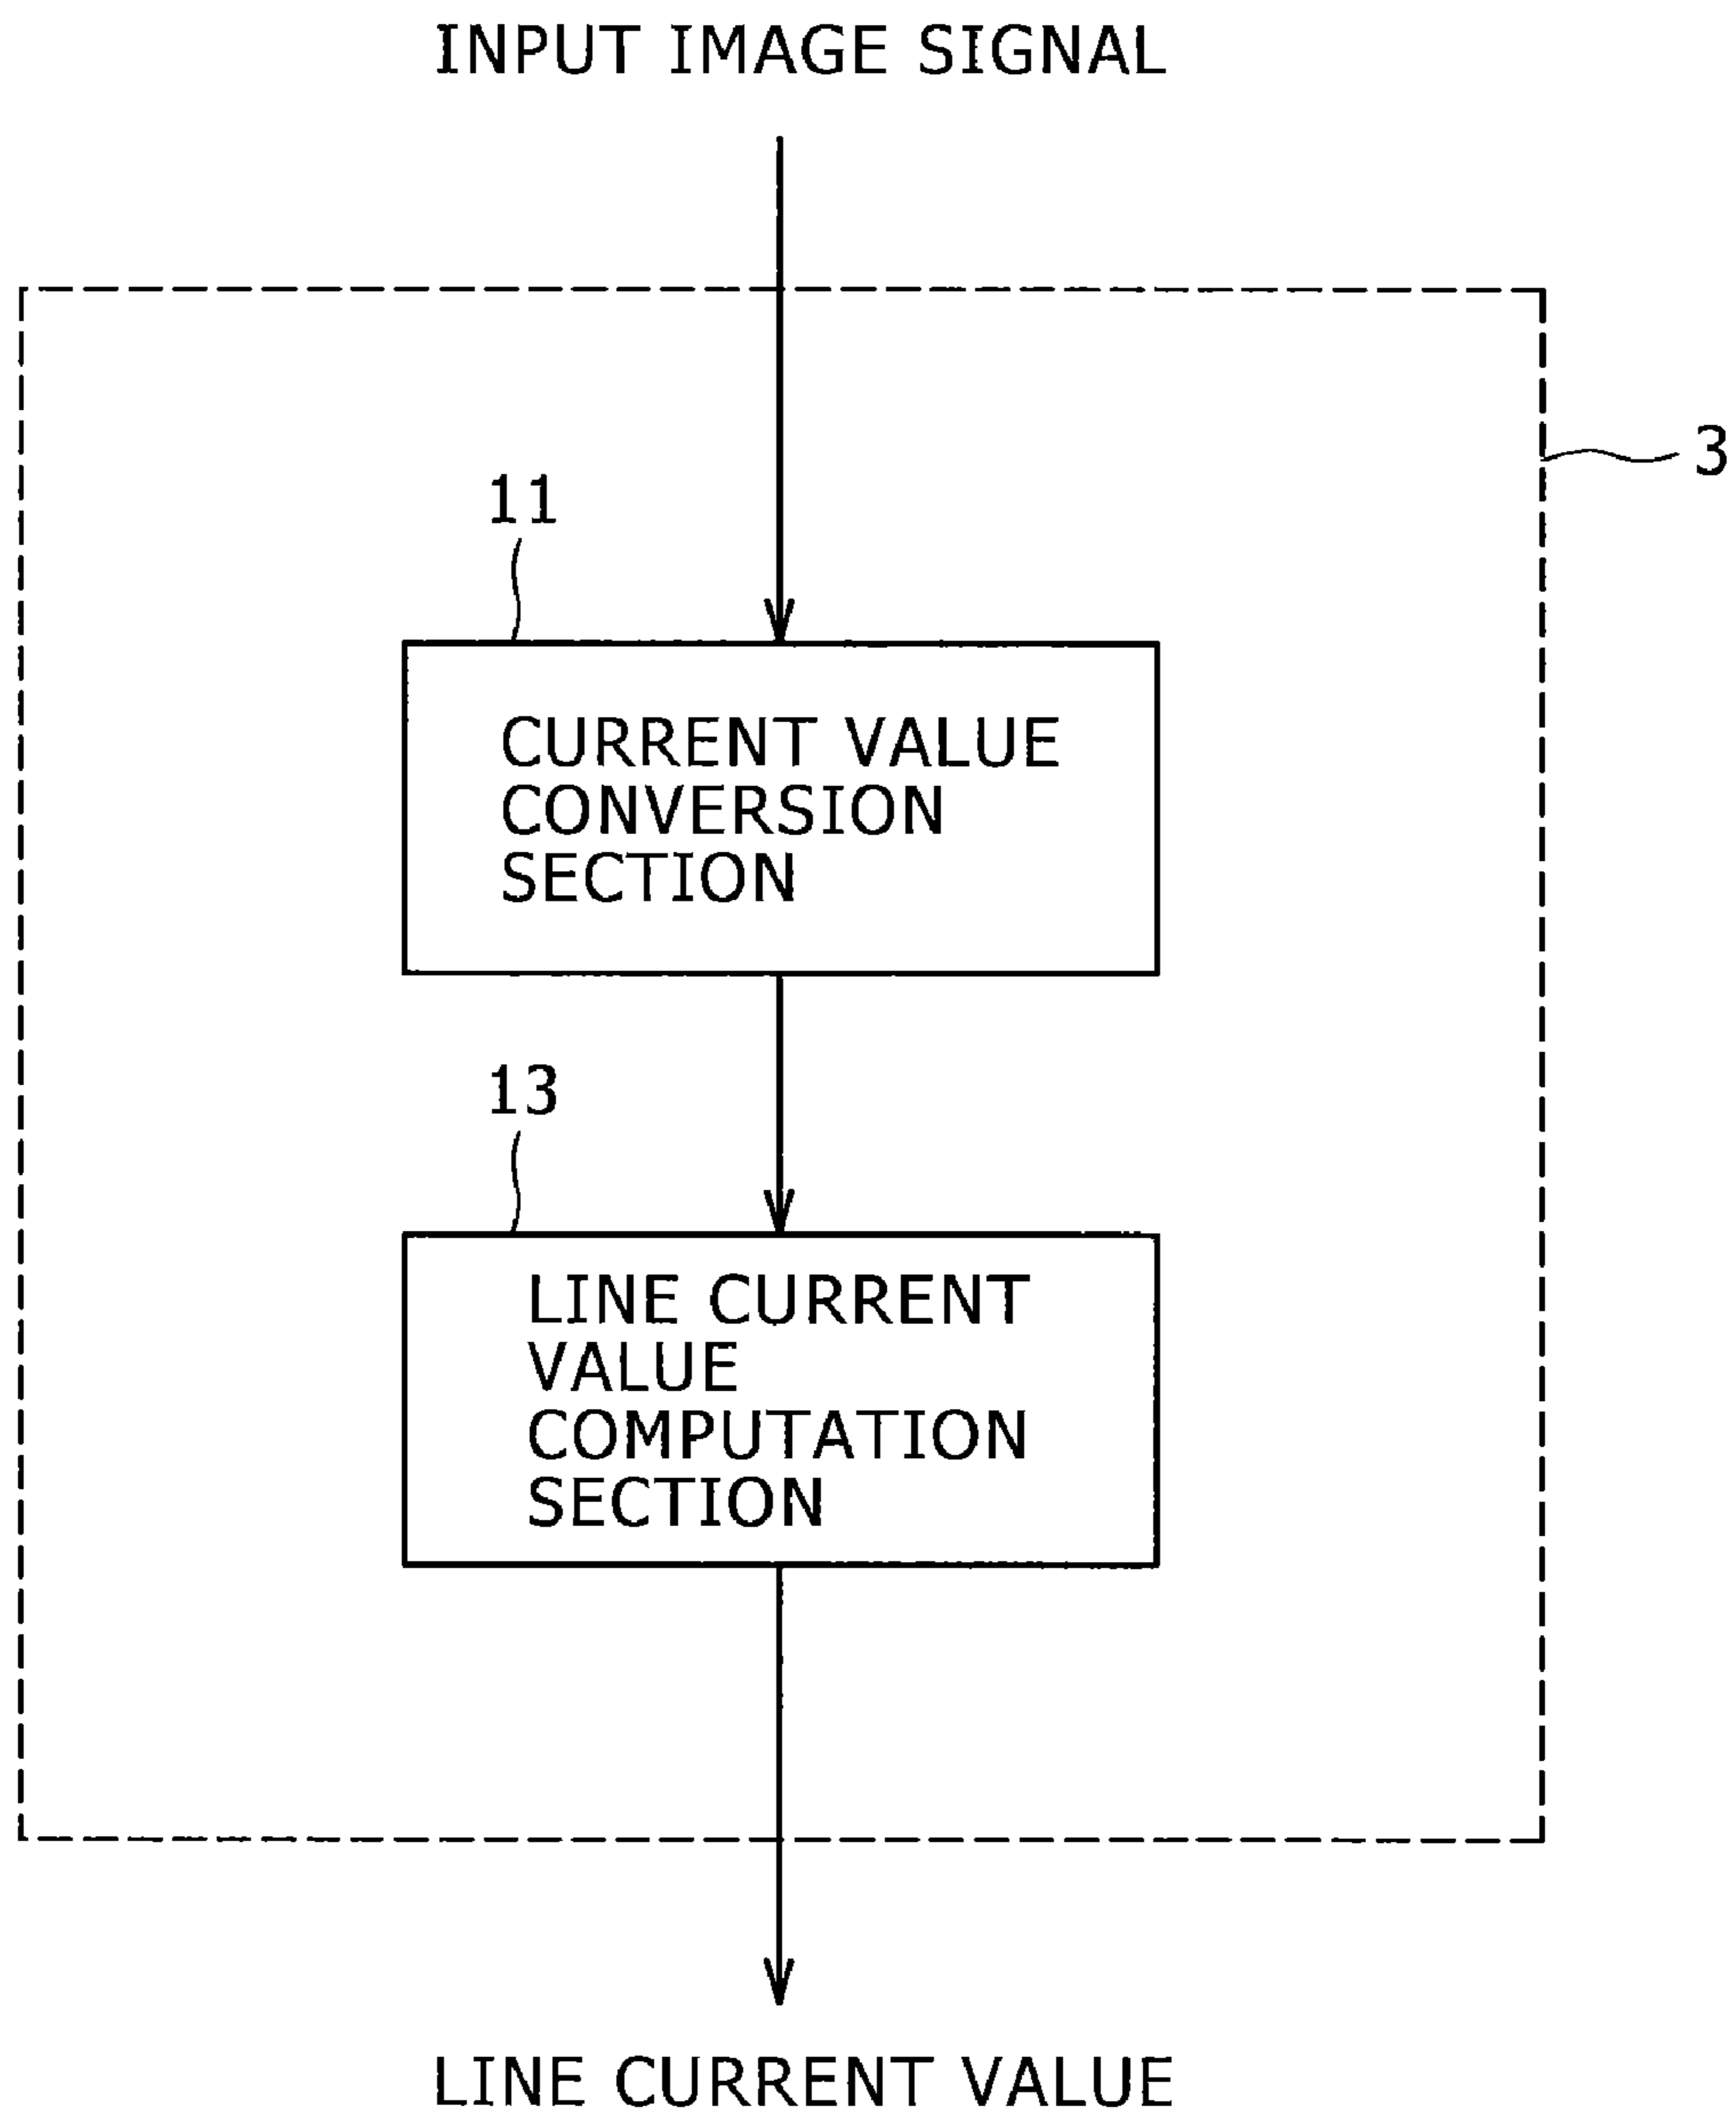 INPUT IMAGE SIGNAL
3
11
CURRENT VALUE
CONVERSION
SECTION
13
LINE CURRENT
VALUE
COMPUTATION
SECTION
LINE CURRENT VALUE